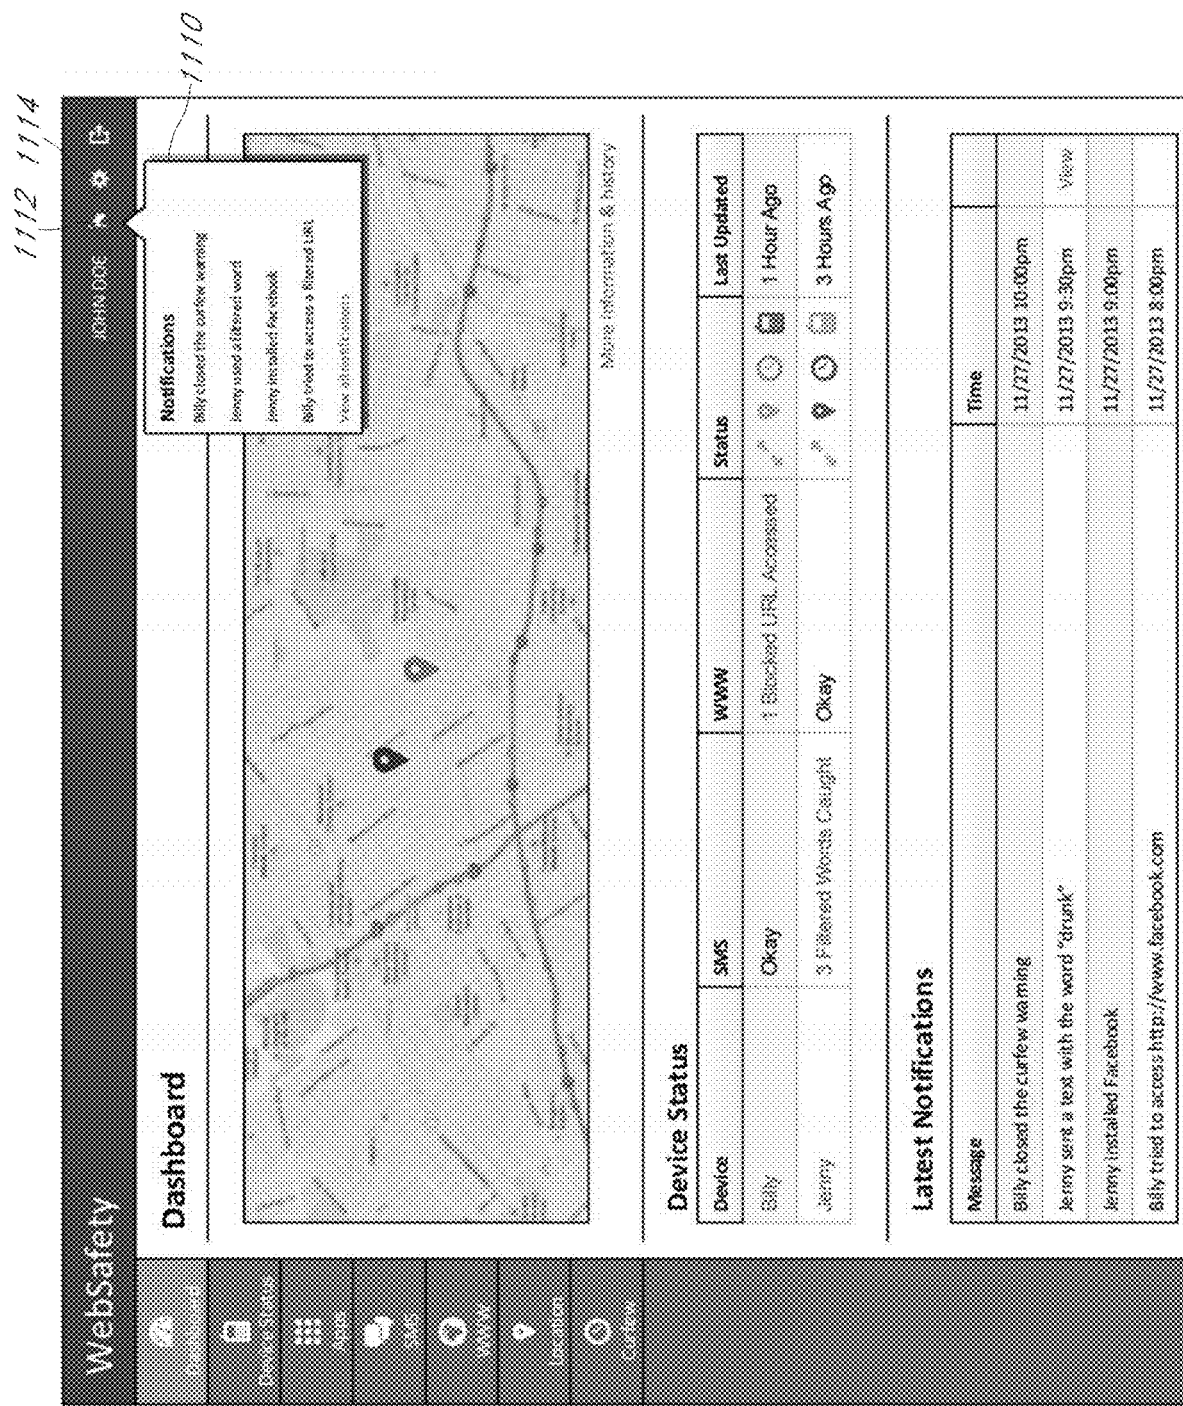 1112
1114
1110
WebSafety
JOHN DOE
Dashboard
Device Status
Apps
SMS
WWW
Location
Curfew
Dashboard
Notifications
Billy closed the curfew warning
Jenny used a filtered word
Jenny installed facebook
Billy tried to access a filtered URL
View all notifications
More information & history
Device Status
Device SMS WWW Status Last Updated
Billy Okay 1 Blocked URL Accessed 1 Hour Ago
Jenny 3 Filtered Words Caught Okay 3 Hours Ago
Latest Notifications
Message Time
Billy closed the curfew warning 11/27/2013 10:00pm
Jenny sent a text with the word "drunk" 11/27/2013 9:30pm View
Jenny installed Facebook 11/27/2013 9:00pm
Billy tried to access http://www.facebook.com 11/27/2013 8:00pm